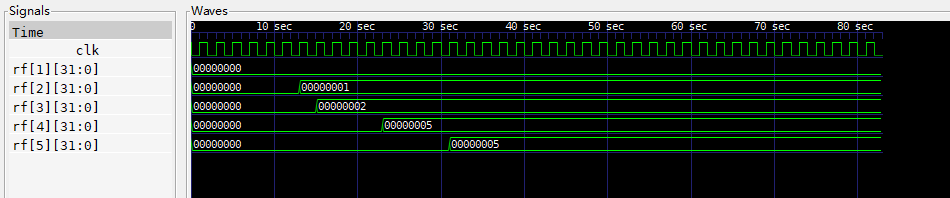 Signals
Waves
Time
0 10 sec 20 sec 30 sec 40 sec 50 sec 60 sec 70 sec 80 sec
clk
rf[1][31:0] 00000000
rf[2][31:0] 00000000 00000001
rf[3][31:0] 00000000 00000002
rf[4][31:0] 00000000 00000005
rf[5][31:0] 00000000 00000005